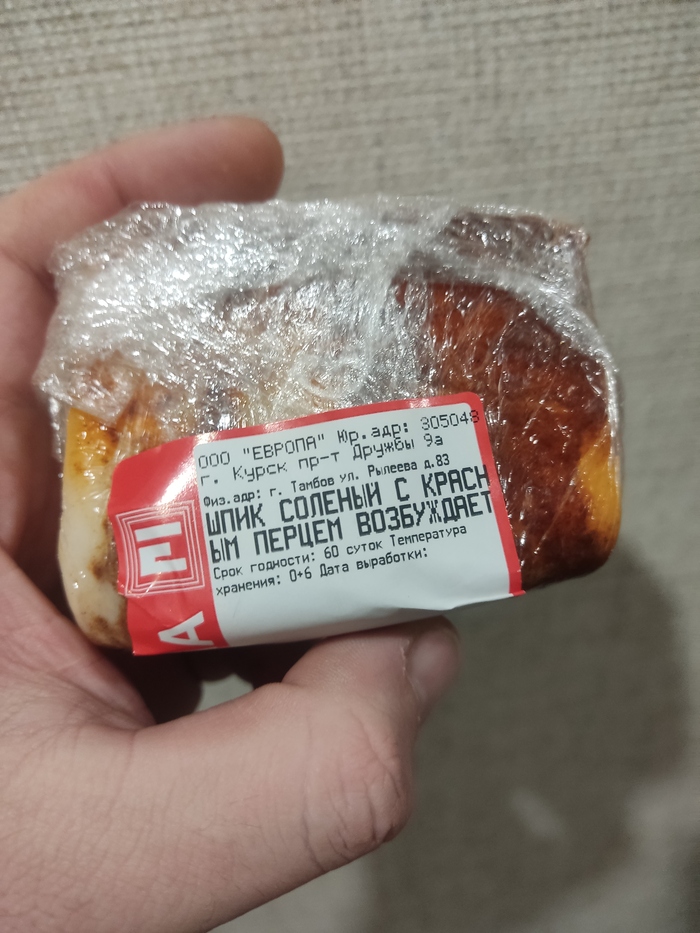 ООО "ЕВРОПА" Юр.адр: 305048
г. Курск пр-т Дружбы 9а
Физ.адр: г. Тамбов ул. Рылеева д.83
ШПИК СОЛЕНЫЙ С КРАСН
ЫМ ПЕРЦЕМ ВОЗБУЖДАЕТ
Срок годности: 60 суток Температура
хранения: 0+6 Дата выработки: